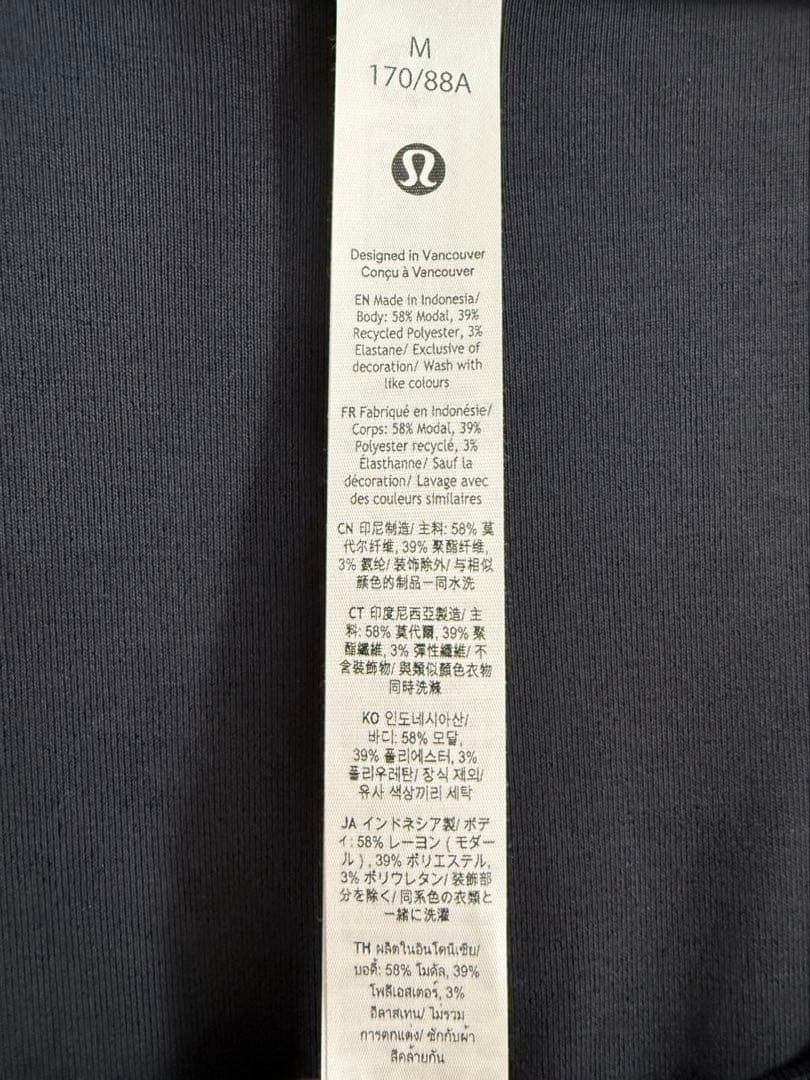 M
170/88A
Designed in Vancouver
Conçu à Vancouver
EN Made in Indonesia/
Body: 58% Modal, 39%
Recycled Polyester, 3%
Elastane/ Exclusive of
decoration/ Wash with
like colours
FR Fabriqué en Indonésie/
Corps: 58% Modal, 39%
Polyester recyclé, 3%
Élasthanne/ Sauf la
décoration/ Lavage avec
des couleurs similaires
CN 印尼制造/ 主料: 58% 莫
代尔纤维, 39% 聚酯纤维,
3% 氨纶/ 装饰除外/ 与相似
颜色的制品一同水洗
CT 印度尼西亞製造/ 主
料: 58% 莫代爾, 39% 聚
酯纖維, 3% 彈性纖維/ 不
含裝飾物/ 與類似顏色衣物
同時洗滌
KO 인도네시아산/
바디: 58% 모달,
39% 폴리에스터, 3%
폴리우레탄/ 장식 제외/
유사 색상끼리 세탁
JA インドネシア製/ ボデ
ィ: 58% レーヨン ( モダー
ル ) , 39% ポリエステル,
3% ポリウレタン/ 装飾部
分を除く/ 同系色の衣類と
一緒に洗濯
TH ผลิตในอินโดนีเซีย/
บอดี้: 58% โมดัล, 39%
โพลีเอสเตอร์, 3%
อีลาสเทน/ ไม่รวม
การตกแต่ง/ ซักกับผ้า
สีคล้ายกัน